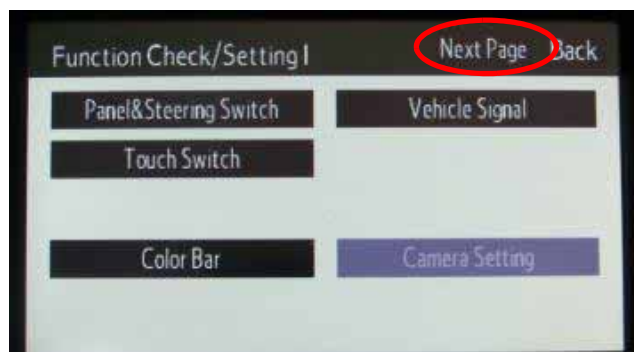 Function Check/Setting I Next Page Back
Panel&Steering Switch Vehicle Signal
Touch Switch
Color Bar Camera Setting